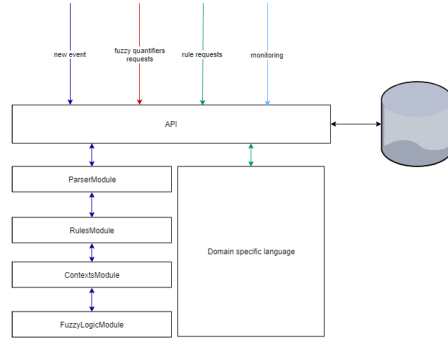 new event
fuzzy quantifiers
requests
rule requests
monitoring
API
ParserModule
RulesModule
ContextsModule
FuzzyLogicModule
Domain specific language